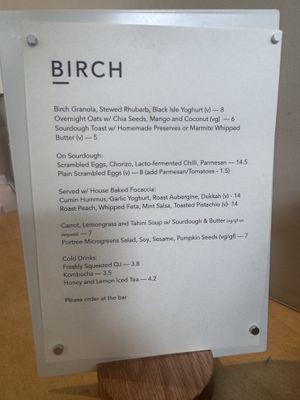 BIRCH
Birch Granola, Stewed Rhubarb, Black Isle Yoghurt (v) — 8
Overnight Oats w/ Chia Seeds, Mango and Coconut (vg) — 6
Sourdough Toast w/ Homemade Preserves or Marmite Whipped
Butter (v) — 5
On Sourdough:
Scrambled Eggs, Chorizo, Lacto-fermented Chilli, Parmesan — 14.5
Plain Scrambled Eggs (v) — 8 (add Parmesan/Tomatoes - 1.5)
Served w/ House Baked Focaccia:
Cumin Hummus, Garlic Yoghurt, Roast Aubergine, Dukkah (v) - 14
Roast Peach, Whipped Feta, Mint Salsa, Toasted Pistachio (v)- 14
Carrot, Lemongrass and Tahini Soup w/ Sourdough & Butter (vg/gf on
request) — 7
Portree Microgreens Salad, Soy, Sesame, Pumpkin Seeds (vg/gf) — 7
Cold Drinks:
Freshly Squeezed OJ — 3.8
Kombucha — 3.5
Honey and Lemon Iced Tea — 4.2
Please order at the bar